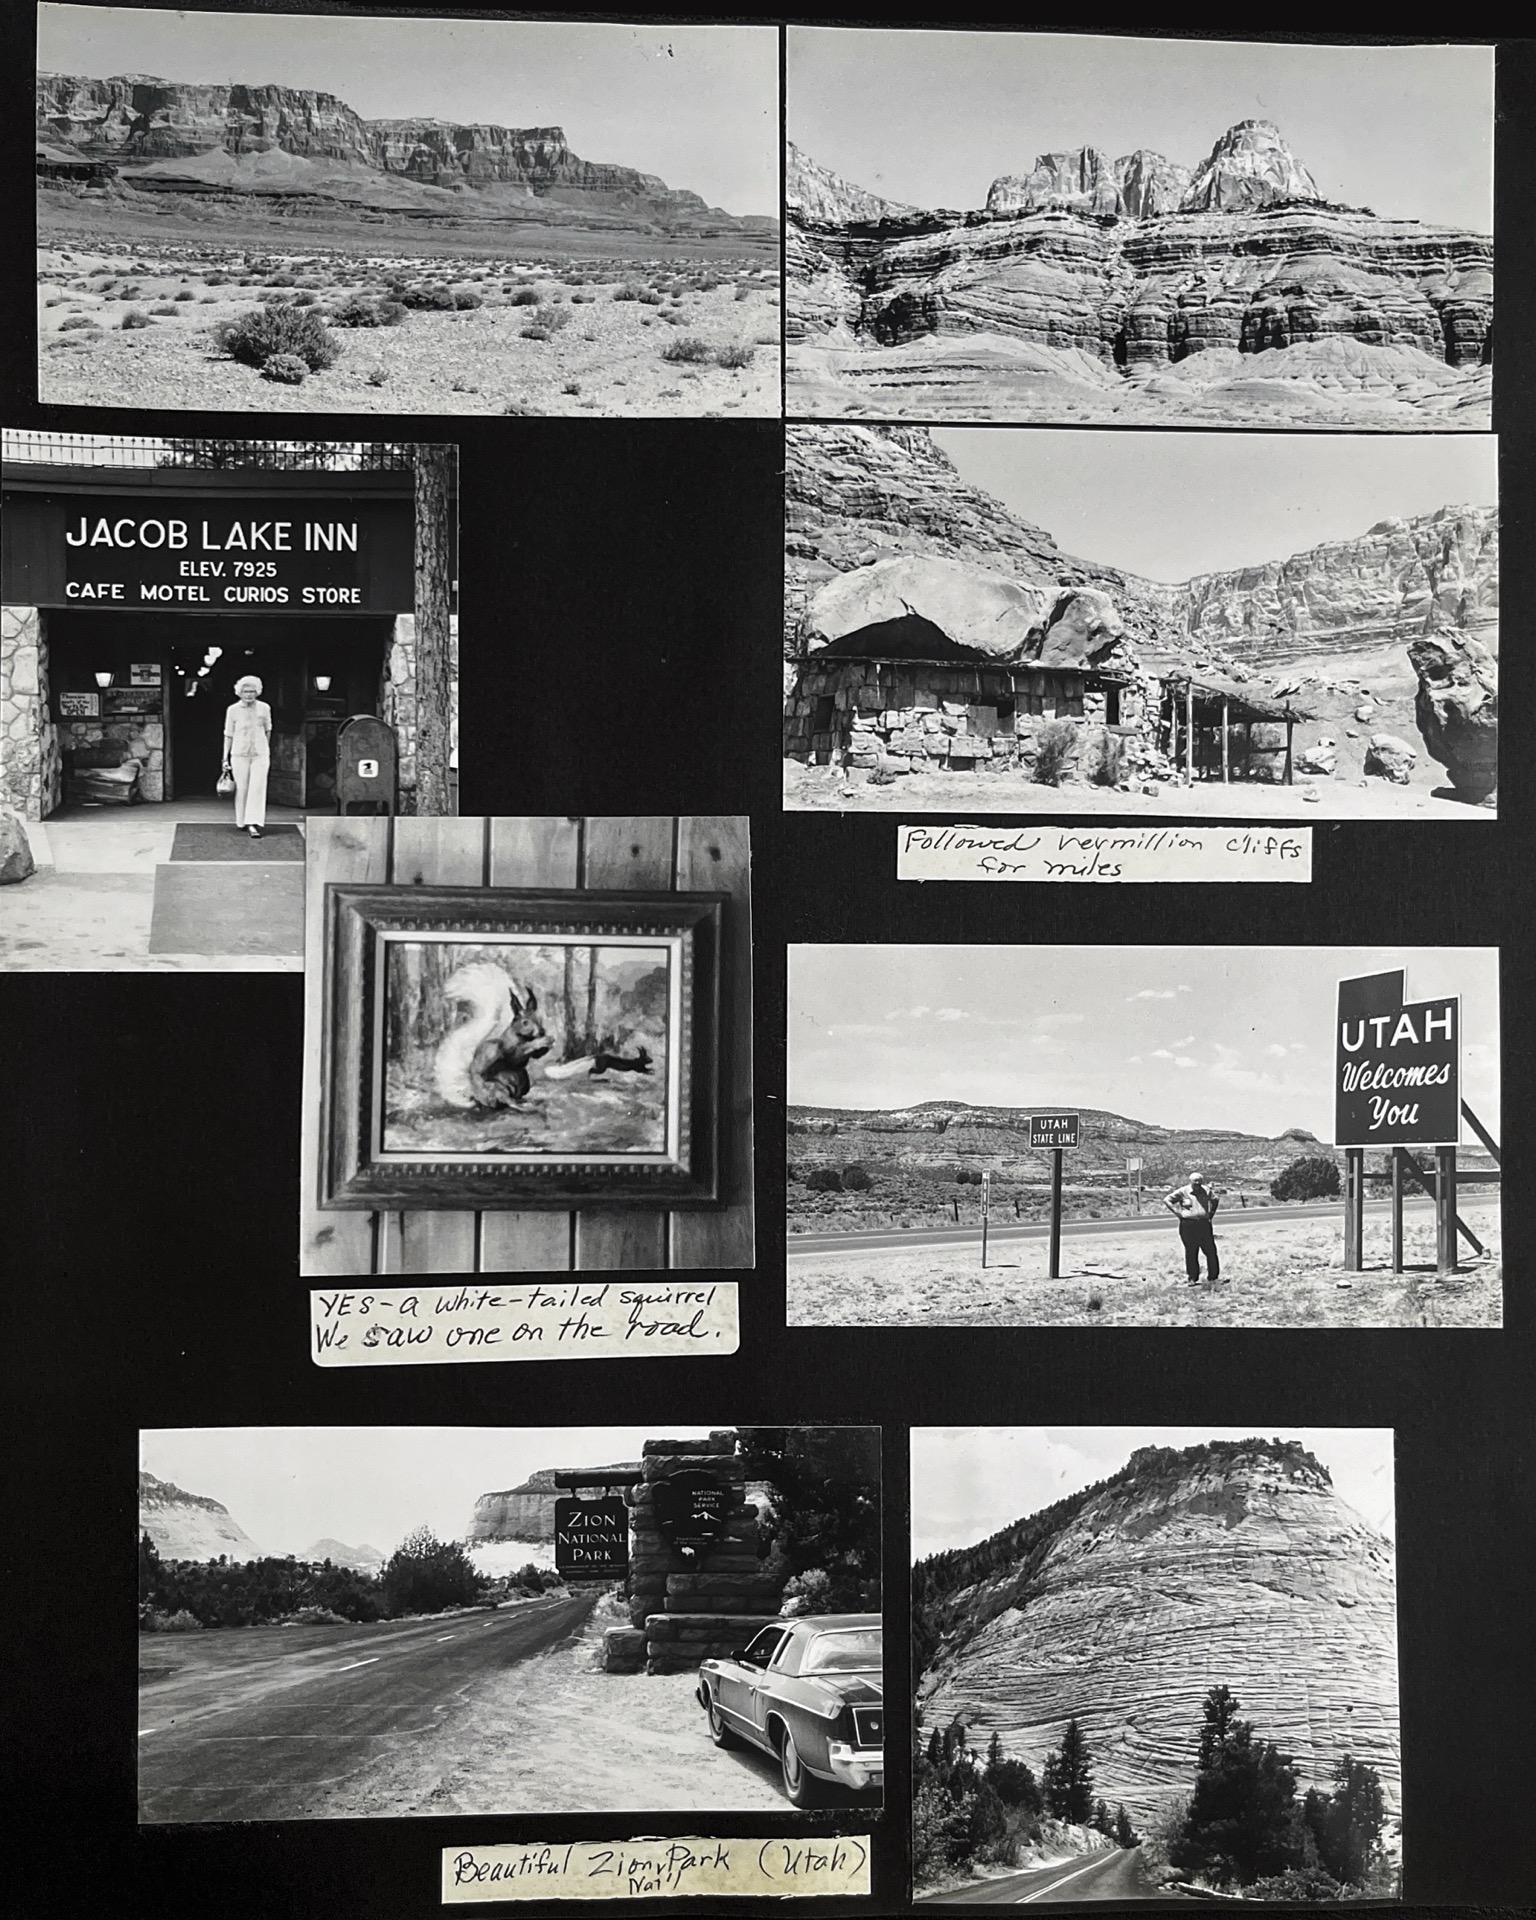 JACOB LAKE INN
ELEV. 7925
CAFE MOTEL CURIOS STORE
Followed vermillion cliffs
for miles
UTAH
Welcomes
You
UTAH
STATE LINE
YES - a white-tailed squirrel
We saw one on the road.
ZION
NATIONAL
PARK
NATIONAL
PARK
SERVICE
Beautiful Zion Park (Utah)
Nat'l